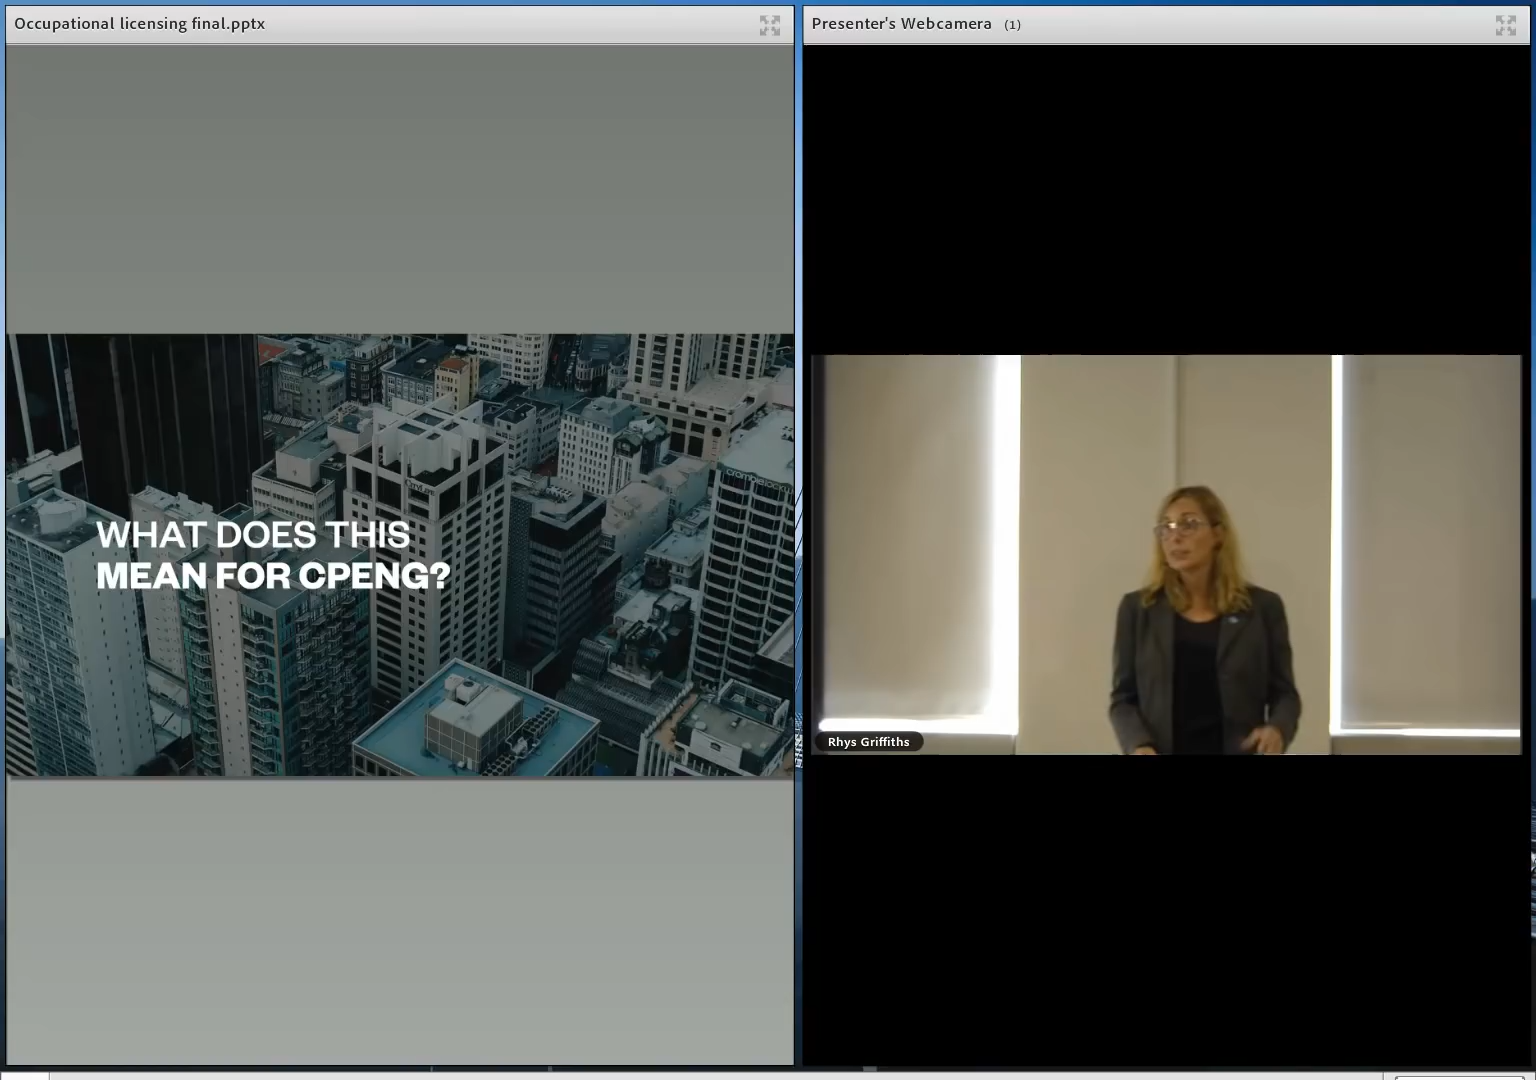 Occupational licensing final.pptx
Presenter's Webcamera (1)
WHAT DOES THIS
MEAN FOR CPENG?
Rhys Griffiths